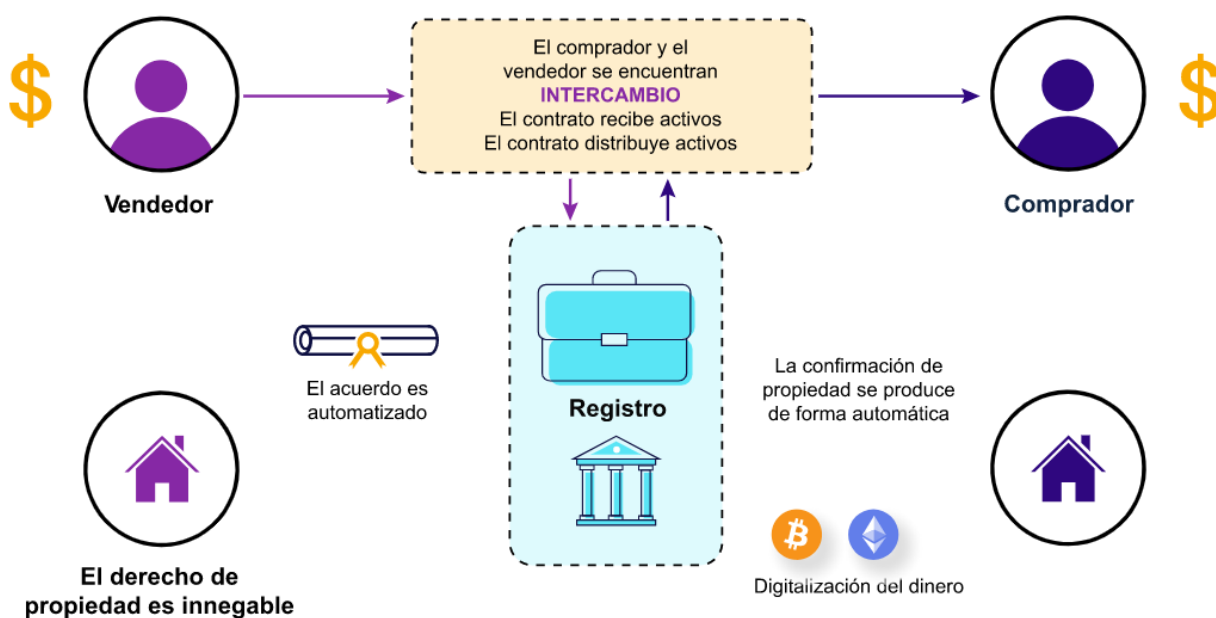 $
$
El comprador y el
vendedor se encuentran
INTERCAMBIO
El contrato recibe activos
El contrato distribuye activos
Vendedor
Comprador
El acuerdo es
automatizado
Registro
La confirmación de
propiedad se produce
de forma automática
El derecho de
propiedad es innegable
Digitalización del dinero